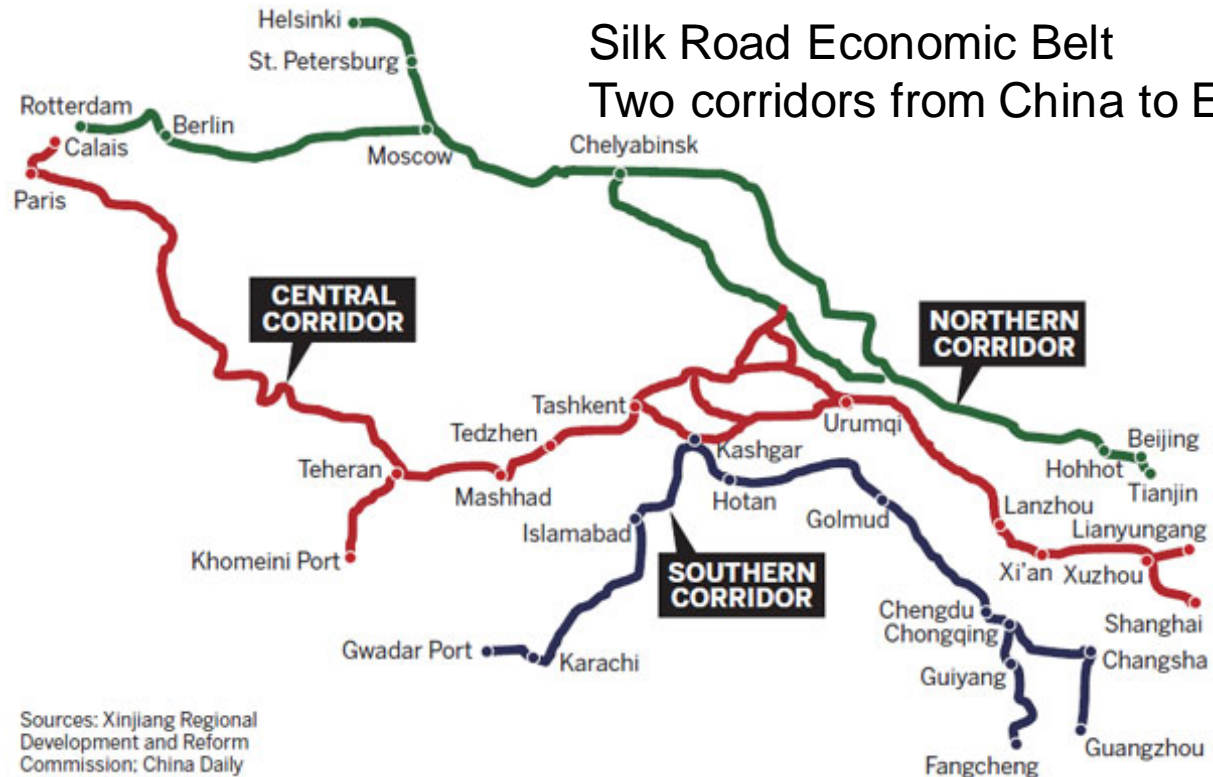 Silk Road Economic Belt
Two corridors from China to E
Helsinki
St. Petersburg
Rotterdam
Calais
Berlin
Moscow
Chelyabinsk
Paris
CENTRAL
CORRIDOR
NORTHERN
CORRIDOR
Tashkent
Urumqi
Tedzhen
Kashgar
Beijing
Hohhot
Tianjin
Teheran
Mashhad
Hotan
Golmud
Lanzhou
Lianyungang
Islamabad
Khomeini Port
SOUTHERN
CORRIDOR
Xi'an
Xuzhou
Shanghai
Chengdu
Chongqing
Changsha
Gwadar Port
Karachi
Guiyang
Guangzhou
Fangcheng
Sources: Xinjiang Regional
Development and Reform
Commission; China Daily